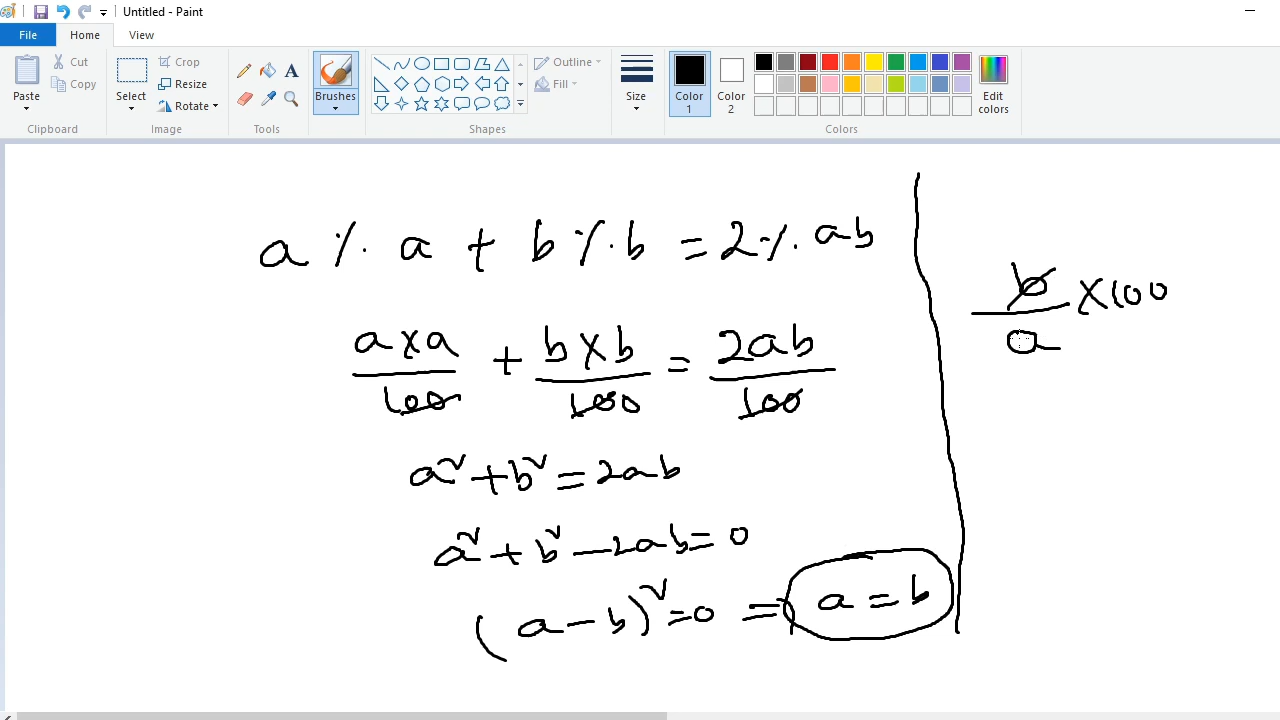 Untitled - Paint
File Home View
Paste Cut Copy Clipboard
Select Crop Resize Rotate Image
Tools
Brushes
Outline Fill Shapes
Size
Color 1 Color 2 Edit colors Colors
a % a + b % b = 2 % ab
a×a/100 + b×b/100 = 2ab/100
a² + b² = 2ab
a² + b² - 2ab = 0
(a - b)² = 0 => a = b
b/a ×100